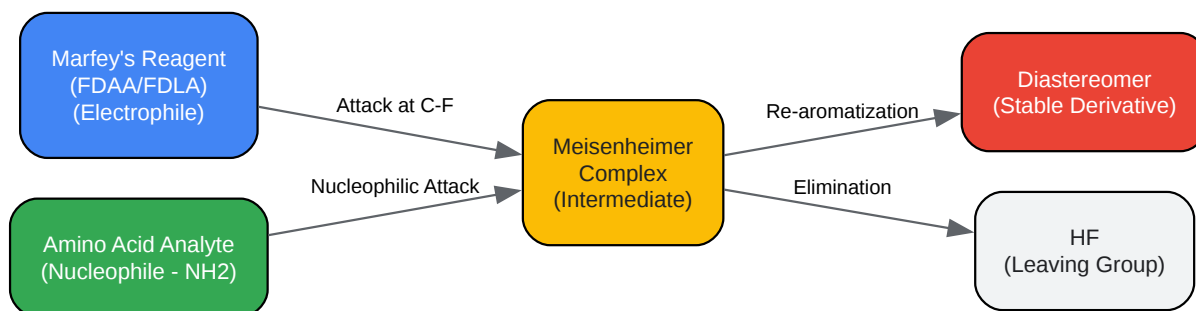 Marfey's Reagent
(FDAA/FDLA)
(Electrophile)
Amino Acid Analyte
(Nucleophile - NH2)
Attack at C-F
Nucleophilic Attack
Meisenheimer
Complex
(Intermediate)
Re-aromatization
Elimination
Diastereomer
(Stable Derivative)
HF
(Leaving Group)